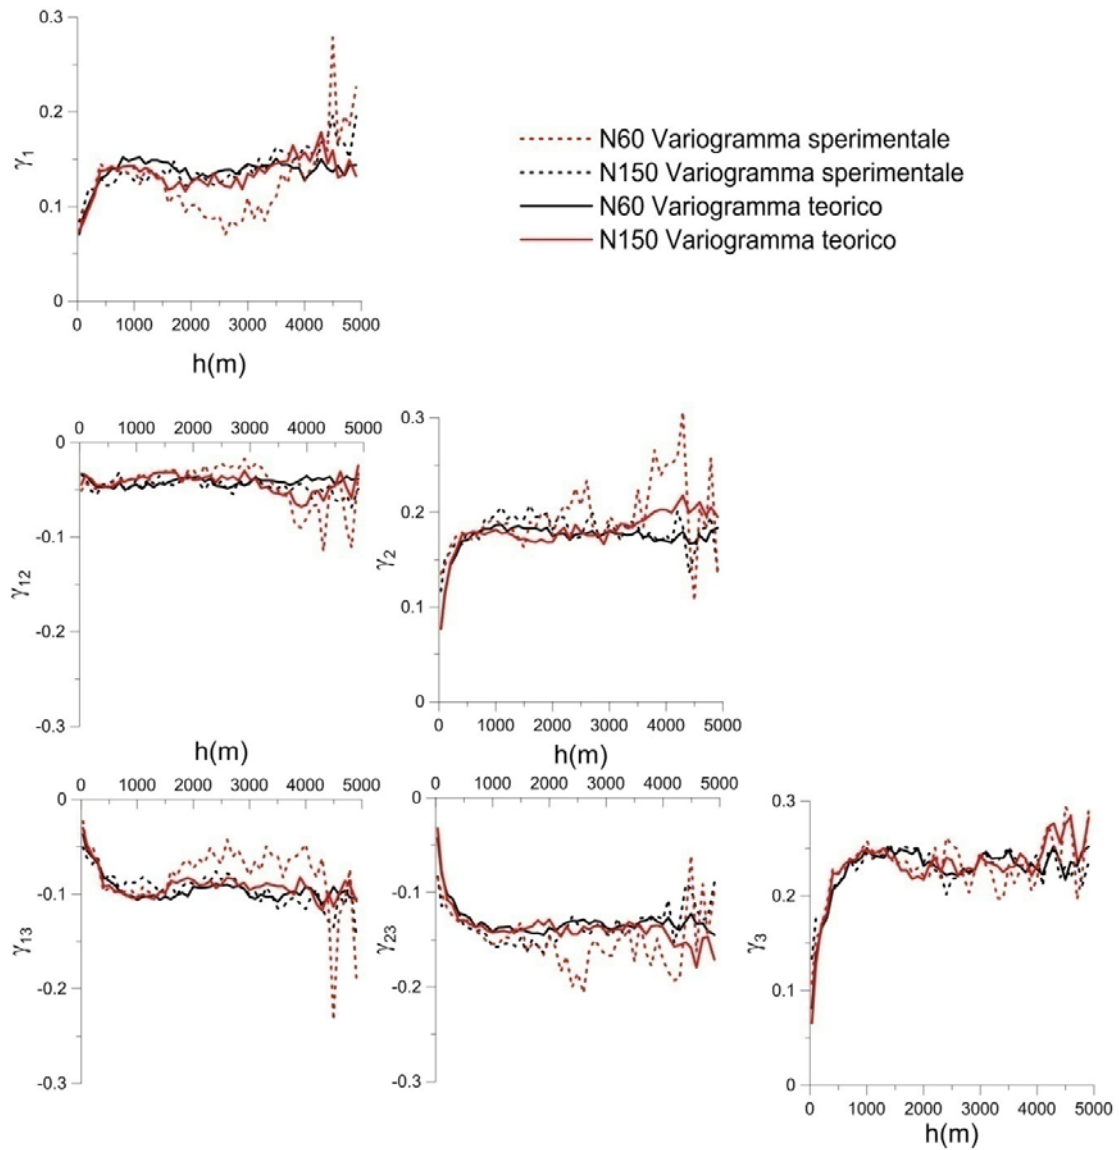 0.3
0.2
0.1
0
γ1
0 1000 2000 3000 4000 5000
h(m)
N60 Variogramma sperimentale
N150 Variogramma sperimentale
N60 Variogramma teorico
N150 Variogramma teorico
0 1000 2000 3000 4000 5000
0
-0.1
-0.2
-0.3
γ12
h(m)
0.3
0.2
0.1
0
γ2
0 1000 2000 3000 4000 5000
h(m)
0 1000 2000 3000 4000 5000
0
-0.1
-0.2
-0.3
γ13
0 1000 2000 3000 4000 5000
0
-0.1
-0.2
-0.3
γ23
0.3
0.2
0.1
0
γ3
0 1000 2000 3000 4000 5000
h(m)